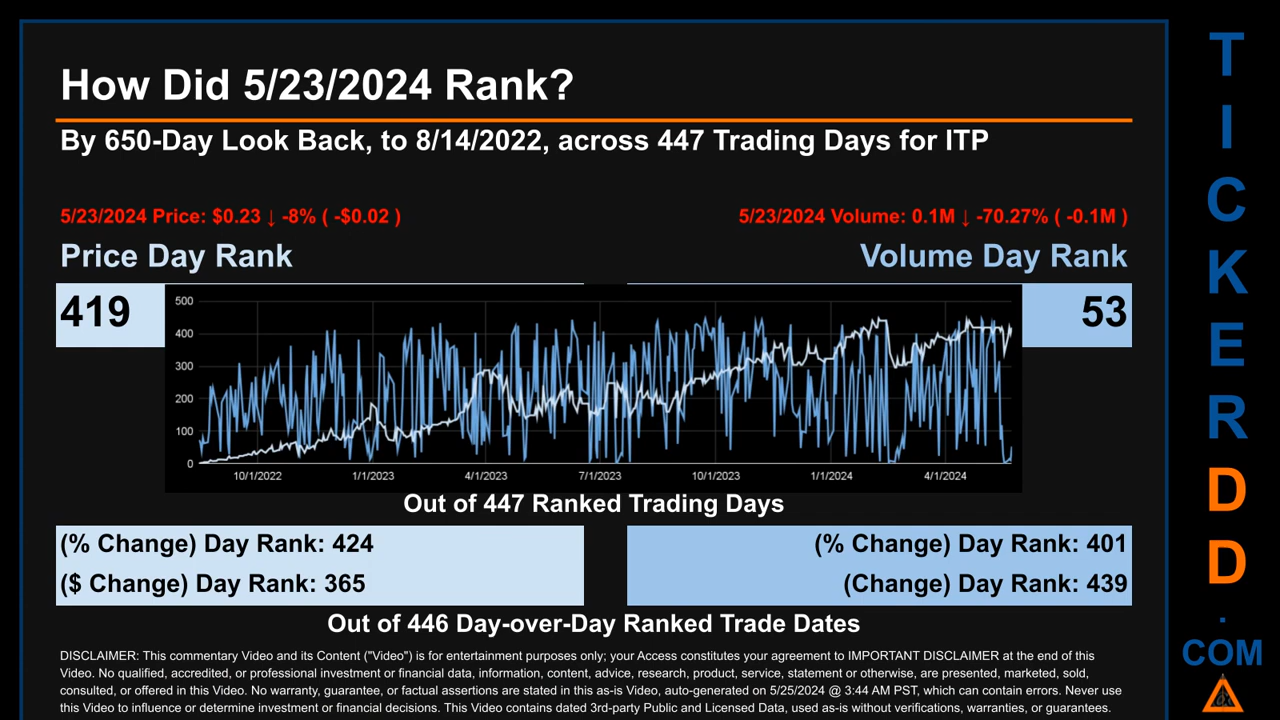 How Did 5/23/2024 Rank?
By 650-Day Look Back, to 8/14/2022, across 447 Trading Days for ITP
5/23/2024 Price: $0.23 ↓ -8% ( -$0.02 )
5/23/2024 Volume: 0.1M ↓ -70.27% ( -0.1M )
Price Day Rank
Volume Day Rank
419
53
500
400
300
200
100
0
10/1/2022
1/1/2023
4/1/2023
7/1/2023
10/1/2023
1/1/2024
4/1/2024
Out of 447 Ranked Trading Days
(% Change) Day Rank: 424
($ Change) Day Rank: 365
(% Change) Day Rank: 401
(Change) Day Rank: 439
Out of 446 Day-over-Day Ranked Trade Dates
DISCLAIMER: This commentary Video and its Content ("Video") is for entertainment purposes only; your Access constitutes your agreement to IMPORTANT DISCLAIMER at the end of this
Video. No qualified, accredited, or professional investment or financial data, information, content, advice, research, product, service, statement or otherwise, are presented, marketed, sold,
consulted, or offered in this Video. No warranty, guarantee, or factual assertions are stated in this as-is Video, auto-generated on 5/25/2024 @ 3:44 AM PST, which can contain errors. Never use
this Video to influence or determine investment or financial decisions. This Video contains dated 3rd-party Public and Licensed Data, used as-is without verifications, warranties, or guarantees.
T
I
C
K
E
R
D
D
.
COM